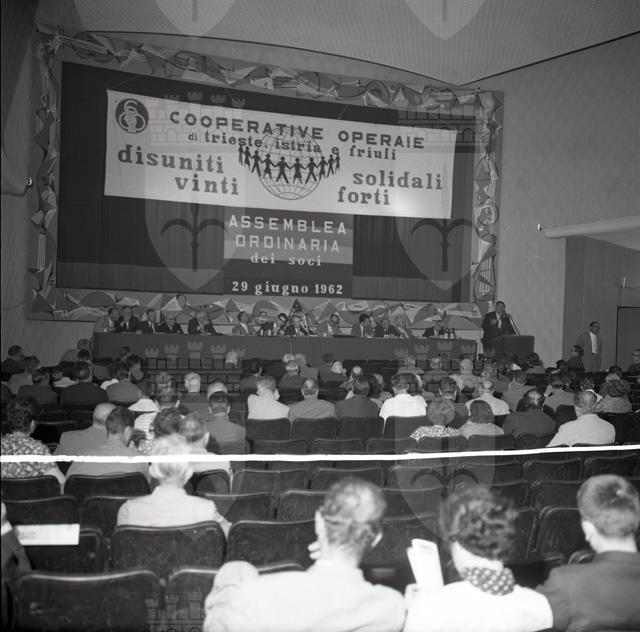 COOPERATIVE OPERAIE
di trieste, istria e friuli
disuniti solidali
vinti forti
ASSEMBLEA
ORDINARIA
dei soci
29 giugno 1962